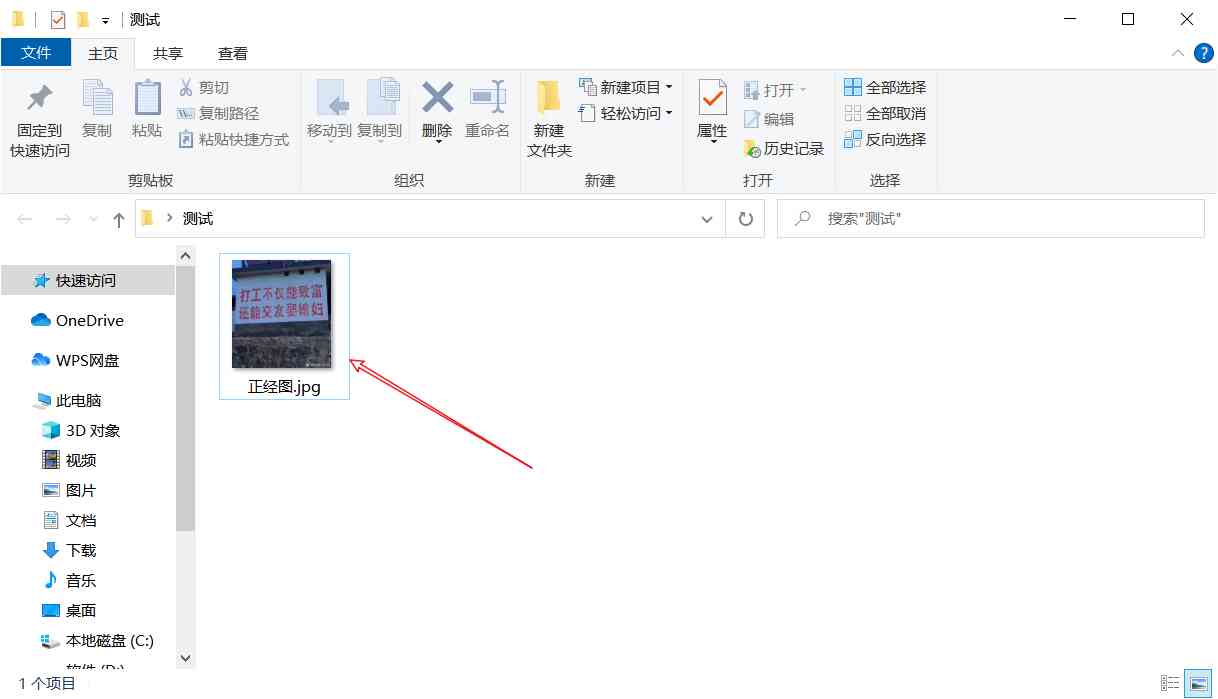 测试
文件
主页
共享
查看
?
固定到
快速访问
复制
粘贴
剪切
复制路径
粘贴快捷方式
剪贴板
移动到
复制到
删除
重命名
组织
新建
文件夹
新建项目
轻松访问
新建
属性
打开
编辑
历史记录
打开
全部选择
全部取消
反向选择
选择
测试
搜索"测试"
快速访问
OneDrive
WPS网盘
此电脑
3D 对象
视频
图片
文档
下载
音乐
桌面
本地磁盘 (C:)
软件 (D:)
打工不仅能致富
还能交友娶媳妇
正经图.jpg
1 个项目